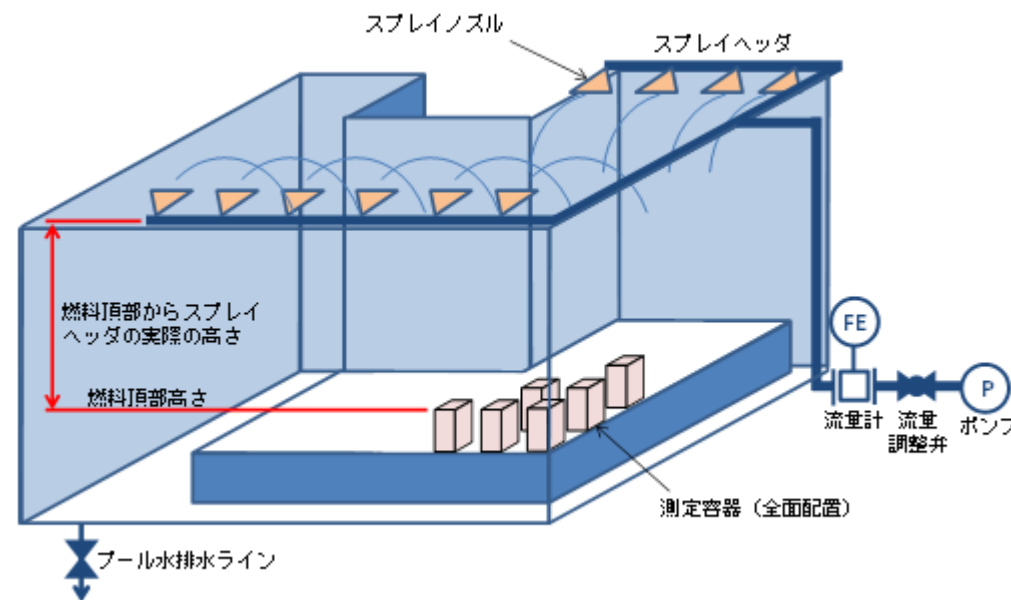 スプレイノズル
スプレイヘッダ
燃料頂部からスプレイ
ヘッダの実際の高さ
燃料頂部高さ
FE
P
流量計
流量
調整弁
ポンプ
測定容器（全面配置）
プール水排水ライン